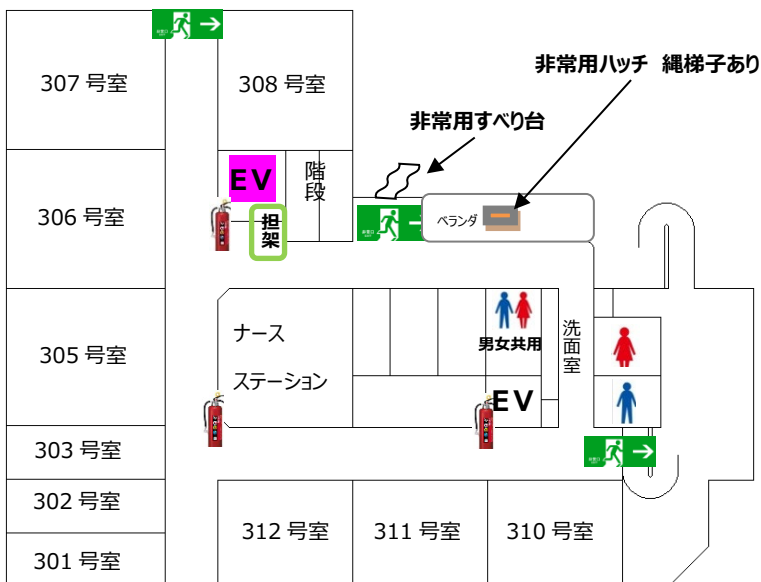 307 号室
308 号室
非常用ハッチ 縄梯子あり
非常用すべり台
306 号室
EV
階段
担架
ベランダ
305 号室
ナース
ステーション
男女共用
洗面室
EV
303 号室
302 号室
301 号室
312 号室
311 号室
310 号室